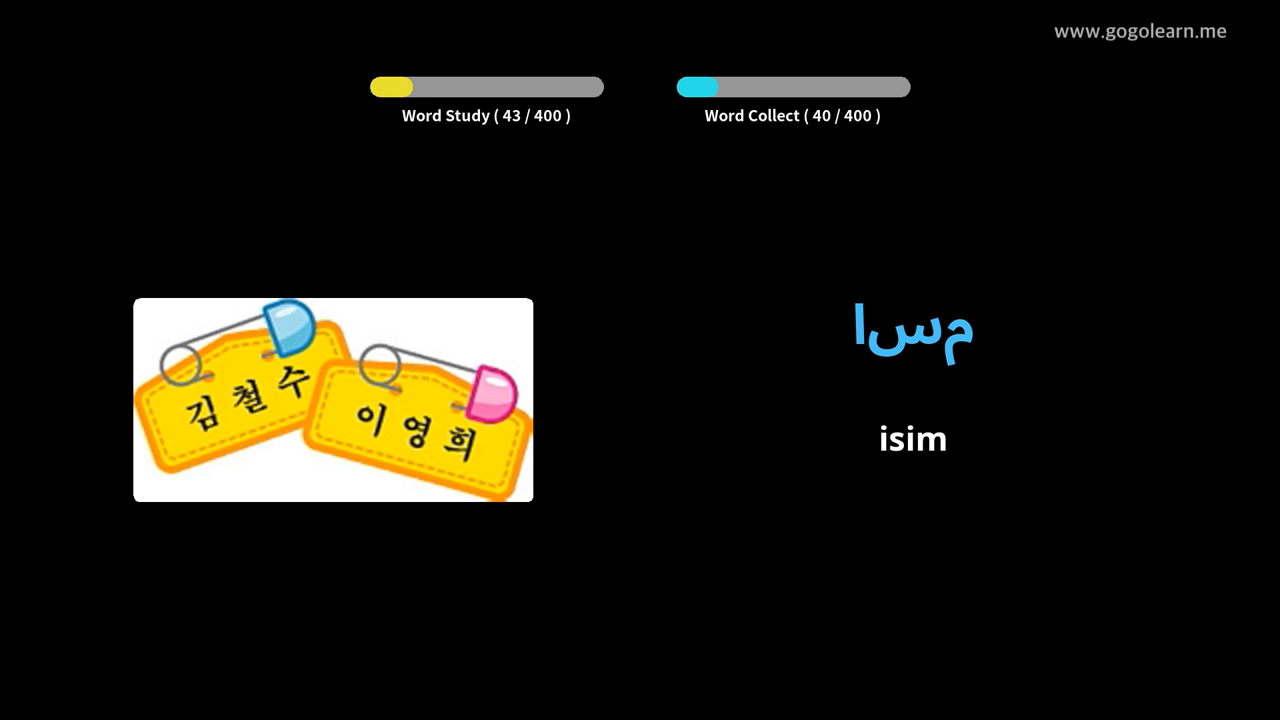 www.gogolearn.me
Word Study ( 43 / 400 )
Word Collect ( 40 / 400 )
김철수
이영희
اسم
isim